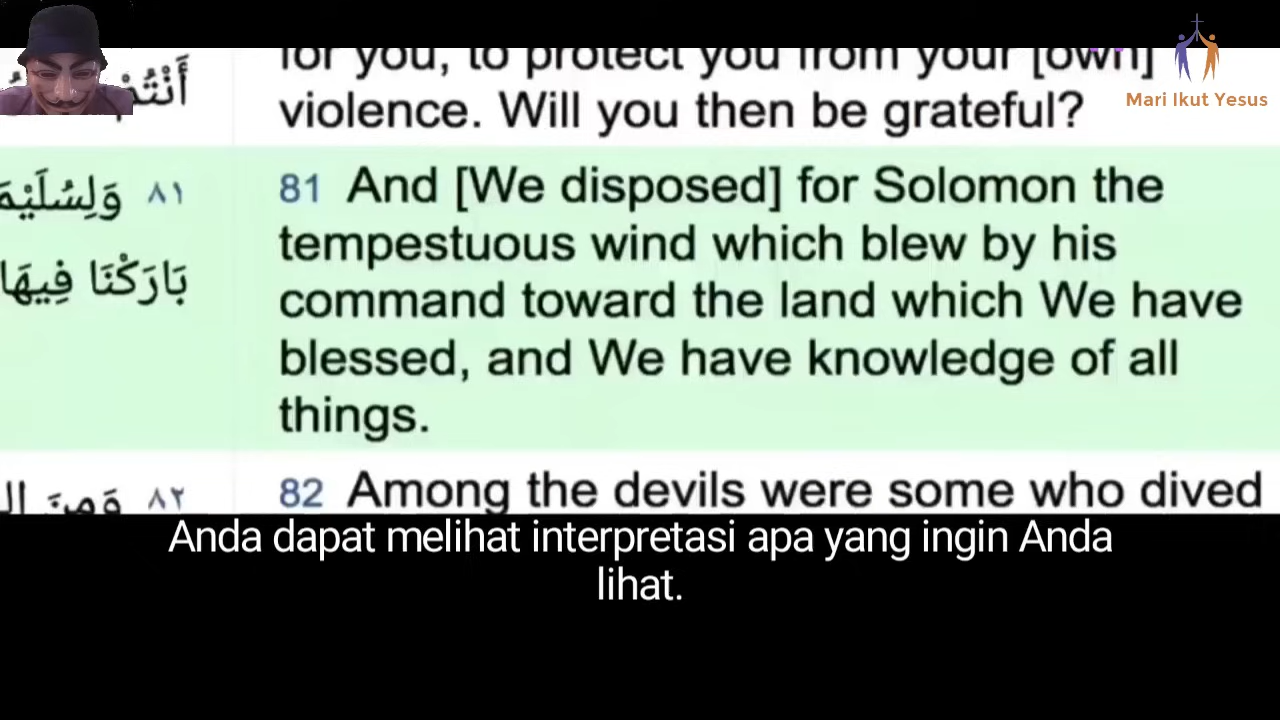 for you, to protect you from your [own]
Mari Ikut Yesus
violence. Will you then be grateful?
٨١ وَلِسُلَيْمَ
81 And [We disposed] for Solomon the
tempestuous wind which blew by his
بَارَكْنَا فِيهَا
command toward the land which We have
blessed, and We have knowledge of all
things.
٨٢ وَمِنَ
82 Among the devils were some who dived
Anda dapat melihat interpretasi apa yang ingin Anda
lihat.